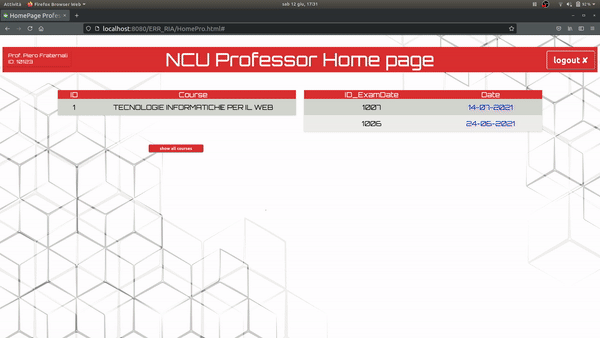 Attività Firefox Browser Web sab 12 giu, 17:31 92 %
HomePage Profes
localhost:8080/ERR_RIA/HomePro.html#
Prof. Piero Fraternali
ID: 10123
NCU Professor Home page
logout ✘
ID Course
1 TECNOLOGIE INFORMATICHE PER IL WEB
show all courses
ID_ExamDate Date
1007 14-07-2021
1006 24-06-2021